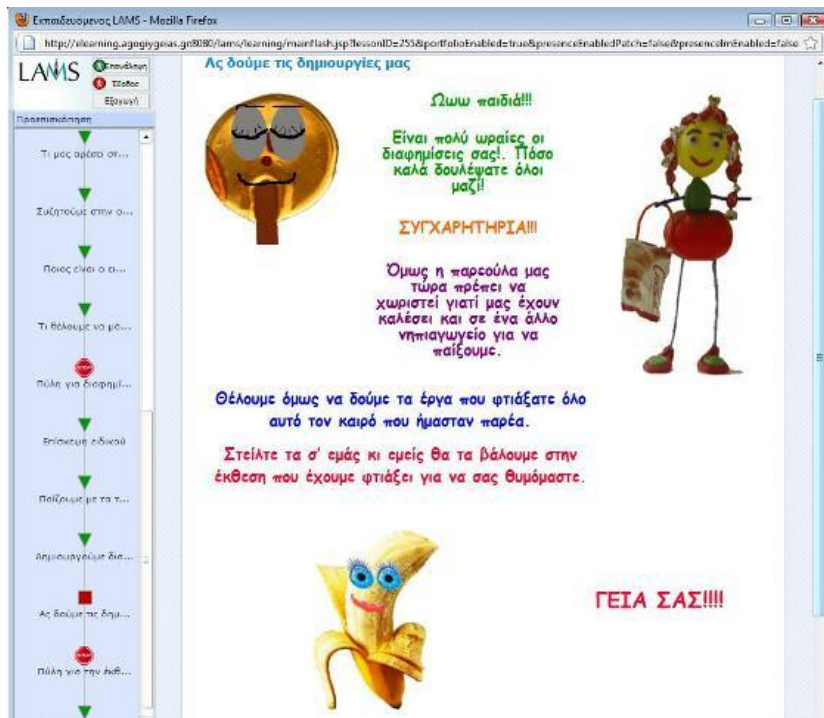 Εκπαιδευόμενος LAMS - Mozilla Firefox
http://elearning.agogiygeias.gr:8080/lams/learning/mainflash.jsp?lessonID=255&portfolioEnabled=true&presenceEnabledPatch=false&presenceImEnabled=false
LAMS
Επανάληψη
Έξοδος
Εξαγωγή
Προεπισκόπηση
Τι μας αρέσει στ...
Συζητούμε στην ο...
Ποιος είναι ο ει...
Τι θέλουμε να μά...
Πύλη για διαφημί...
Επίσκεψη ειδικού
Παίζουμε με τα τ...
Δημιουργούμε δια...
Ας δούμε τις δημ...
Πύλη για την έκθ...
Ας δούμε τις δημιουργίες μας
Ωωω παιδιά!!!
Είναι πολύ ωραίες οι
διαφημίσεις σας!. Πόσο
καλά δουλέψατε όλοι
μαζί!
ΣΥΓΧΑΡΗΤΗΡΙΑ!!!
Όμως η παρεούλα μας
τώρα πρέπει να
χωριστεί γιατί μας έχουν
καλέσει και σε ένα άλλο
νηπιαγωγείο για να
παίξουμε.
Θέλουμε όμως να δούμε τα έργα που φτιάξατε όλο
αυτό τον καιρό που ήμασταν παρέα.
Στείλτε τα σ' εμάς κι εμείς θα τα βάλουμε στην
έκθεση που έχουμε φτιάξει για να σας θυμόμαστε.
ΓΕΙΑ ΣΑΣ!!!!